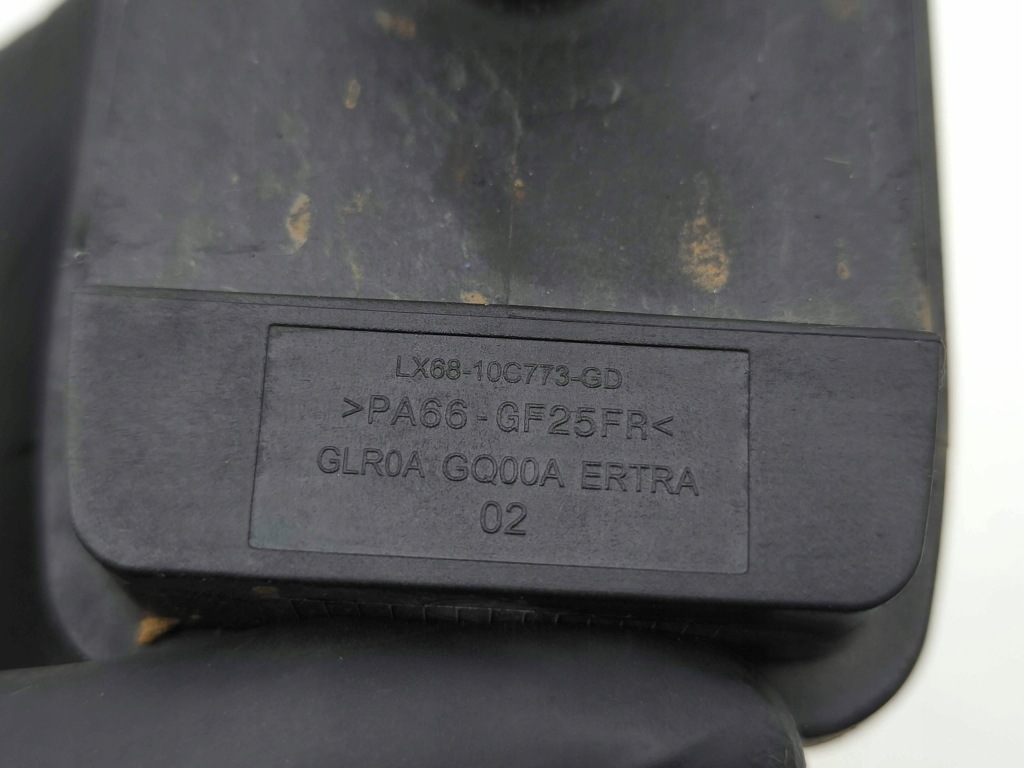 LX68-10C773-GD
>PA66-GF25FR<
GLR0A GQ00A ERTRA
02